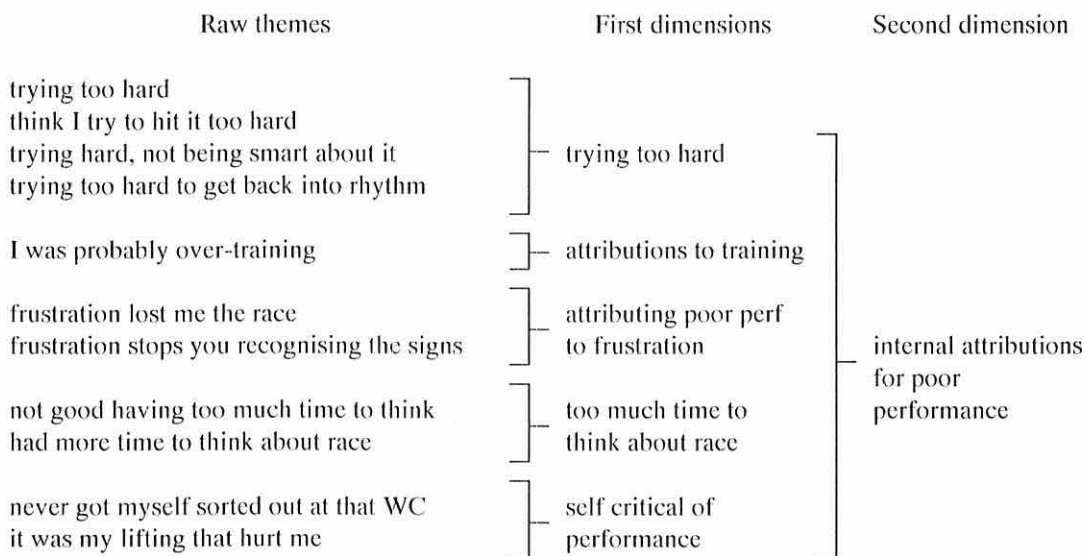 Raw themes First dimensions Second dimension
trying too hard
think I try to hit it too hard
trying hard, not being smart about it
trying too hard to get back into rhythm
trying too hard
I was probably over-training
attributions to training
frustration lost me the race
frustration stops you recognising the signs
attributing poor perf
to frustration
not good having too much time to think
had more time to think about race
too much time to
think about race
never got myself sorted out at that WC
it was my lifting that hurt me
self critical of
performance
internal attributions
for poor
performance